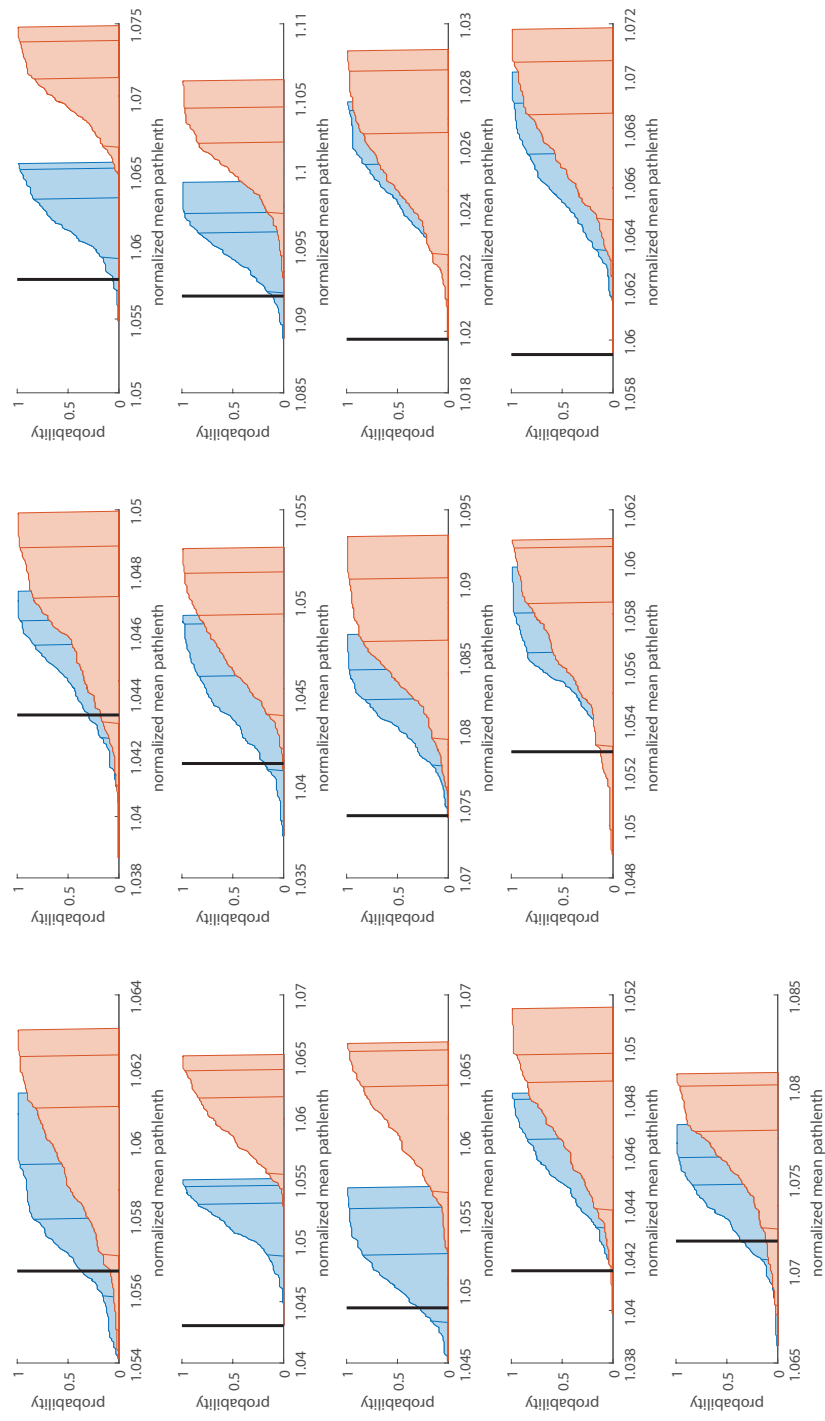 probability
1
0.5
0
1.054 1.056 1.058 1.06 1.062 1.064
normalized mean pathlenth
probability
1
0.5
0
1.038 1.04 1.042 1.044 1.046 1.048 1.05
normalized mean pathlenth
probability
1
0.5
0
1.05 1.055 1.06 1.065 1.07 1.075
normalized mean pathlenth
probability
1
0.5
0
1.04 1.045 1.05 1.055 1.06 1.065 1.07
normalized mean pathlenth
probability
1
0.5
0
1.035 1.04 1.045 1.05 1.055
normalized mean pathlenth
probability
1
0.5
0
1.085 1.09 1.095 1.1 1.105 1.11
normalized mean pathlenth
probability
1
0.5
0
1.045 1.05 1.055 1.06 1.065 1.07
normalized mean pathlenth
probability
1
0.5
0
1.07 1.075 1.08 1.085 1.09 1.095
normalized mean pathlenth
probability
1
0.5
0
1.018 1.02 1.022 1.024 1.026 1.028 1.03
normalized mean pathlenth
probability
1
0.5
0
1.038 1.04 1.042 1.044 1.046 1.048 1.05 1.052
normalized mean pathlenth
probability
1
0.5
0
1.048 1.05 1.052 1.054 1.056 1.058 1.06 1.062
normalized mean pathlenth
probability
1
0.5
0
1.058 1.06 1.062 1.064 1.066 1.068 1.07 1.072
normalized mean pathlenth
probability
1
0.5
0
1.065 1.07 1.075 1.08 1.085
normalized mean pathlenth